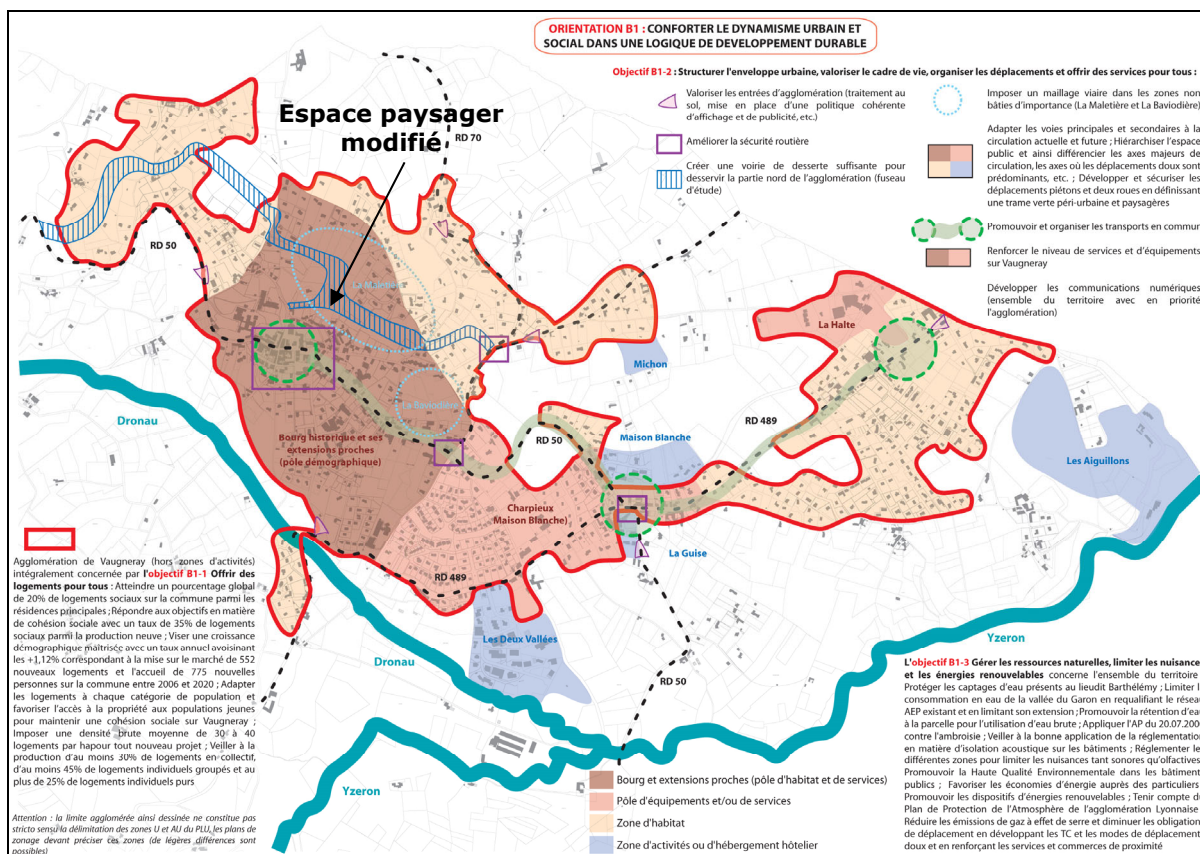 ORIENTATION B1 : CONFORTER LE DYNAMISME URBAIN ET
SOCIAL DANS UNE LOGIQUE DE DEVELOPPEMENT DURABLE
Objectif B1-2 : Structurer l'enveloppe urbaine, valoriser le cadre de vie, organiser les déplacements et offrir des services pour tous :
Valoriser les entrées d'agglomération (traitement au
sol, mise en place d'une politique cohérente
d'affichage et de publicité, etc.)
Améliorer la sécurité routière
Créer une voirie de desserte suffisante pour
desservir la partie nord de l'agglomération (fuseau
d'étude)
Imposer un maillage viaire dans les zones non
bâties d'importance (La Maletière et La Baviodière)
Adapter les voies principales et secondaires à la
circulation actuelle et future ; Hiérarchiser l'espace
public et ainsi différencier les axes majeurs de
circulation, les axes où les déplacements doux sont
prédominants, etc. ; Développer et sécuriser les
déplacements piétons et deux roues en définissant
une trame verte péri-urbaine et paysagères
Promouvoir et organiser les transports en commun
Renforcer le niveau de services et d'équipements
sur Vaugneray
Développer les communications numériques
(ensemble du territoire avec en priorité
l'agglomération)
Espace paysager
modifié
RD 70
RD 50
La Maletière
La Halte
Michon
La Baviodière
RD 489
Dronau
RD 50
Maison Blanche
Bourg historique et ses
extensions proches
(pôle démographique)
Les Aiguillons
Charpieux
Maison Blanche)
La Guise
RD 489
Les Deux Vallées
Dronau
Yzeron
RD 50
Yzeron
Agglomération de Vaugneray (hors zones d'activités)
intégralement concernée par l'objectif B1-1 Offrir des
logements pour tous : Atteindre un pourcentage global
de 20% de logements sociaux sur la commune parmi les
résidences principales ; Répondre aux objectifs en matière
de cohésion sociale avec un taux de 35% de logements
sociaux parmi la production neuve ; Viser une croissance
démographique maîtrisée avec un taux annuel avoisinant
les +1,12% correspondant à la mise sur le marché de 552
nouveaux logements et l'accueil de 775 nouvelles
personnes sur la commune entre 2006 et 2020 ; Adapter
les logements à chaque catégorie de population et
favoriser l'accès à la propriété aux populations jeunes
pour maintenir une cohésion sociale sur Vaugneray ;
Imposer une densité brute moyenne de 30 à 40
logements par hapour tout nouveau projet ; Veiller à la
production d'au moins 30% de logements en collectif,
d'au moins 45% de logements individuels groupés et au
plus de 25% de logements individuels purs
Attention : la limite agglomérée ainsi dessinée ne constitue pas
stricto sensu la délimitation des zones U et AU du PLU, les plans de
zonage devant préciser ces zones (de légères différences sont
possibles)
Bourg et extensions proches (pôle d'habitat et de services)
Pôle d'équipements et/ou de services
Zone d'habitat
Zone d'activités ou d'hébergement hôtelier
L'objectif B1-3 Gérer les ressources naturelles, limiter les nuisance
et les énergies renouvelables concerne l'ensemble du territoire
Protéger les captages d'eau présents au lieudit Barthélémy ; Limiter l
consommation en eau de la vallée du Garon en requalifiant le réseau
AEP existant et en limitant son extension ; Promouvoir la rétention d'eau
à la parcelle pour l'utilisation d'eau brute ; Appliquer l'AP du 20.07.200
contre l'ambroisie ; Veiller à la bonne application de la réglementation
en matière d'isolation acoustique sur les bâtiments ; Réglementer le
différentes zones pour limiter les nuisances tant sonores qu'olfactives
Promouvoir la Haute Qualité Environnementale dans les bâtiment
publics ; Favoriser les économies d'énergie auprès des particuliers
Promouvoir les dispositifs d'énergies renouvelables ; Tenir compte du
Plan de Protection de l'Atmosphère de l'agglomération Lyonnaise
Réduire les émissions de gaz à effet de serre et diminuer les obligation
de déplacement en développant les TC et les modes de déplacement
doux et en renforçant les services et commerces de proximité